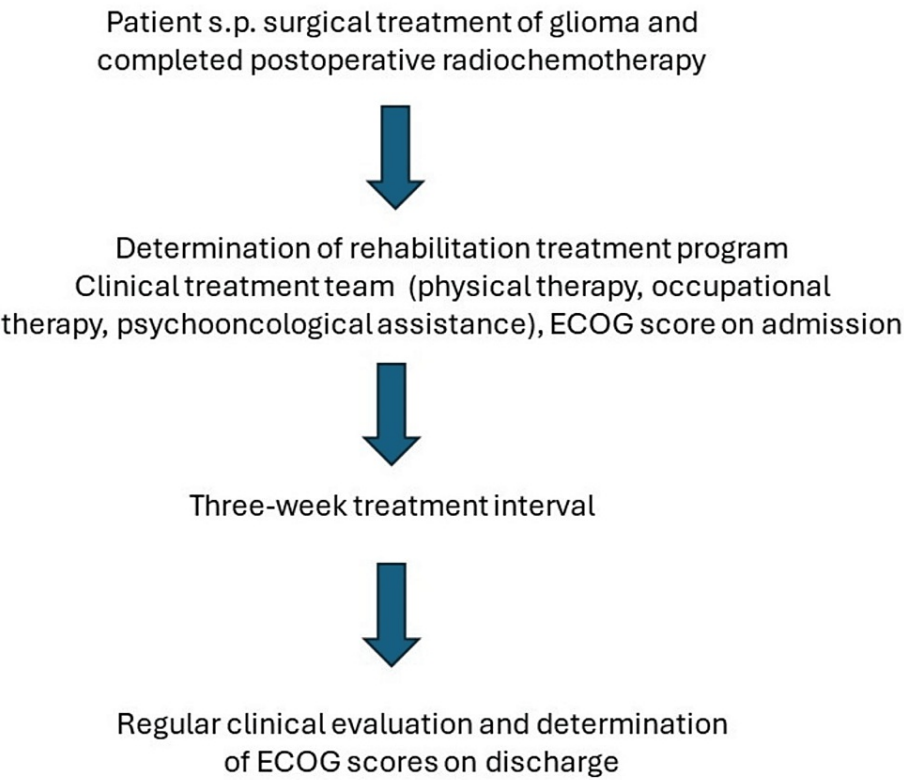 Patient s.p. surgical treatment of glioma and
completed postoperative radiochemotherapy
Determination of rehabilitation treatment program
Clinical treatment team (physical therapy, occupational
therapy, psychooncological assistance), ECOG score on admission
Three-week treatment interval
Regular clinical evaluation and determination
of ECOG scores on discharge